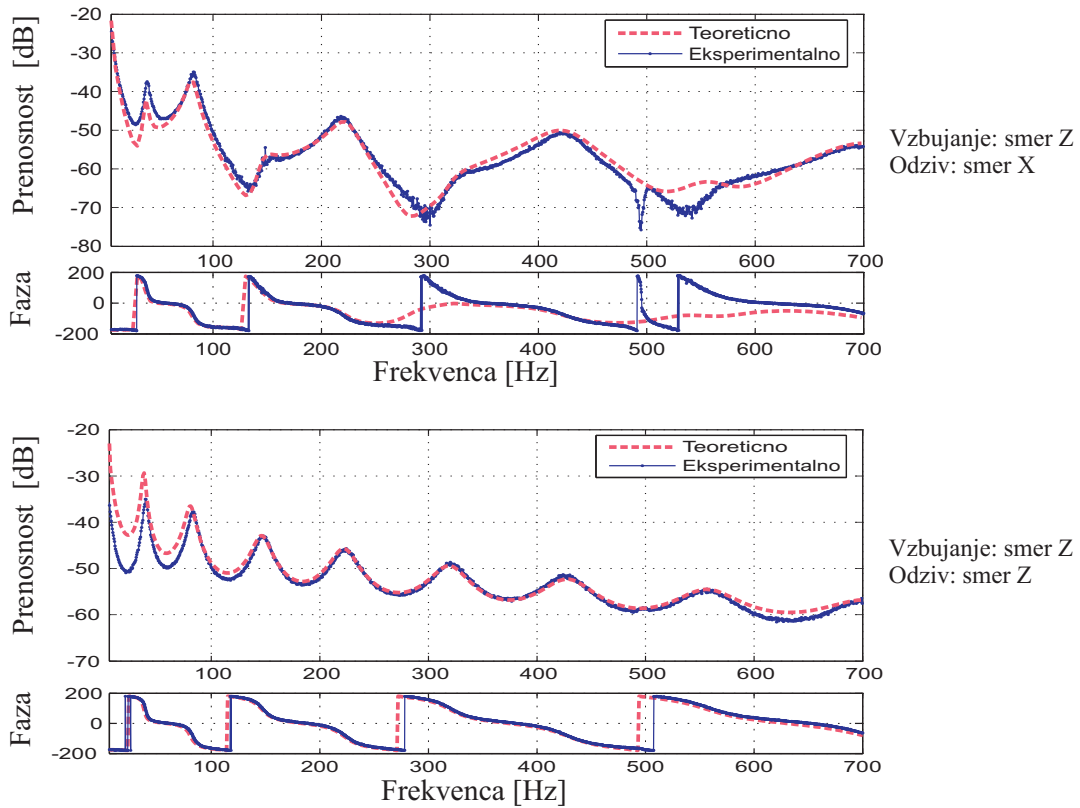 -20
-30
-40
-50
-60
-70
-80
Prenosnost [dB]
Teoreticno
Eksperimentalno
100 200 300 400 500 600 700
Vzbujanje: smer Z
Odziv: smer X
200
0
-200
Faza
100 200 300 400 500 600 700
Frekvenca [Hz]
-20
-30
-40
-50
-60
-70
Prenosnost [dB]
Teoreticno
Eksperimentalno
100 200 300 400 500 600 700
Vzbujanje: smer Z
Odziv: smer Z
200
0
-200
Faza
100 200 300 400 500 600 700
Frekvenca [Hz]